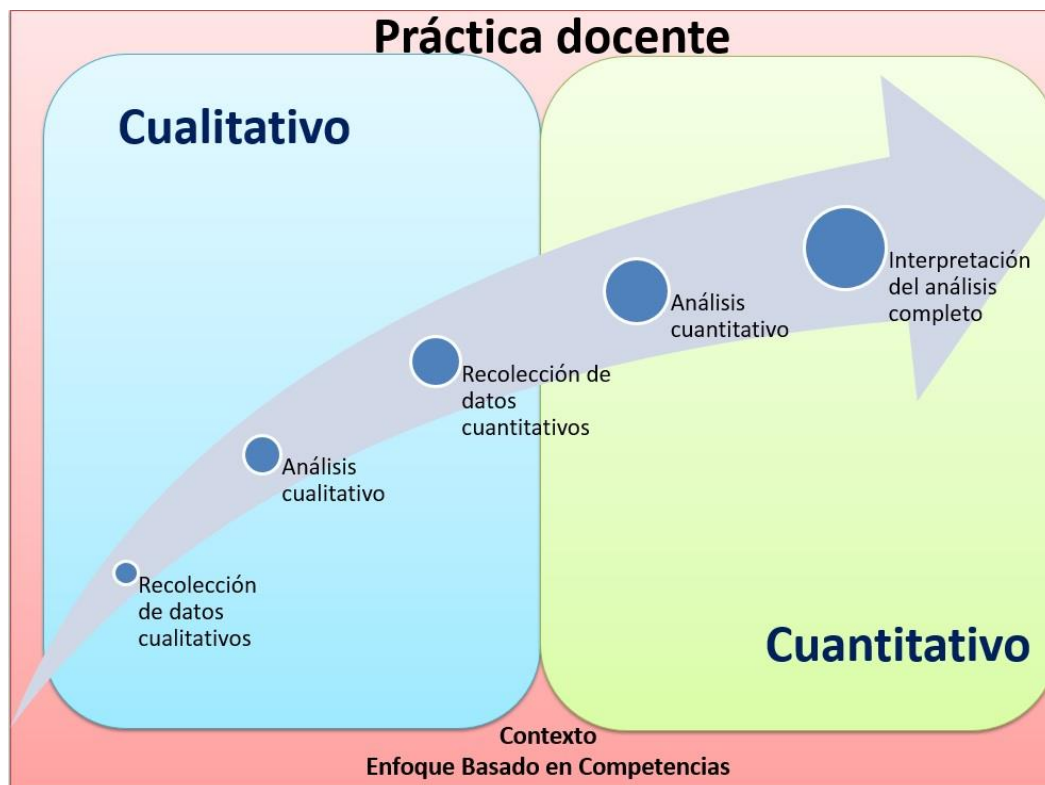 Práctica docente
Cualitativo
Recolección
de datos
cualitativos
Análisis
cualitativo
Recolección de
datos
cuantitativos
Análisis
cuantitativo
Interpretación
del análisis
completo
Cuantitativo
Contexto
Enfoque Basado en Competencias